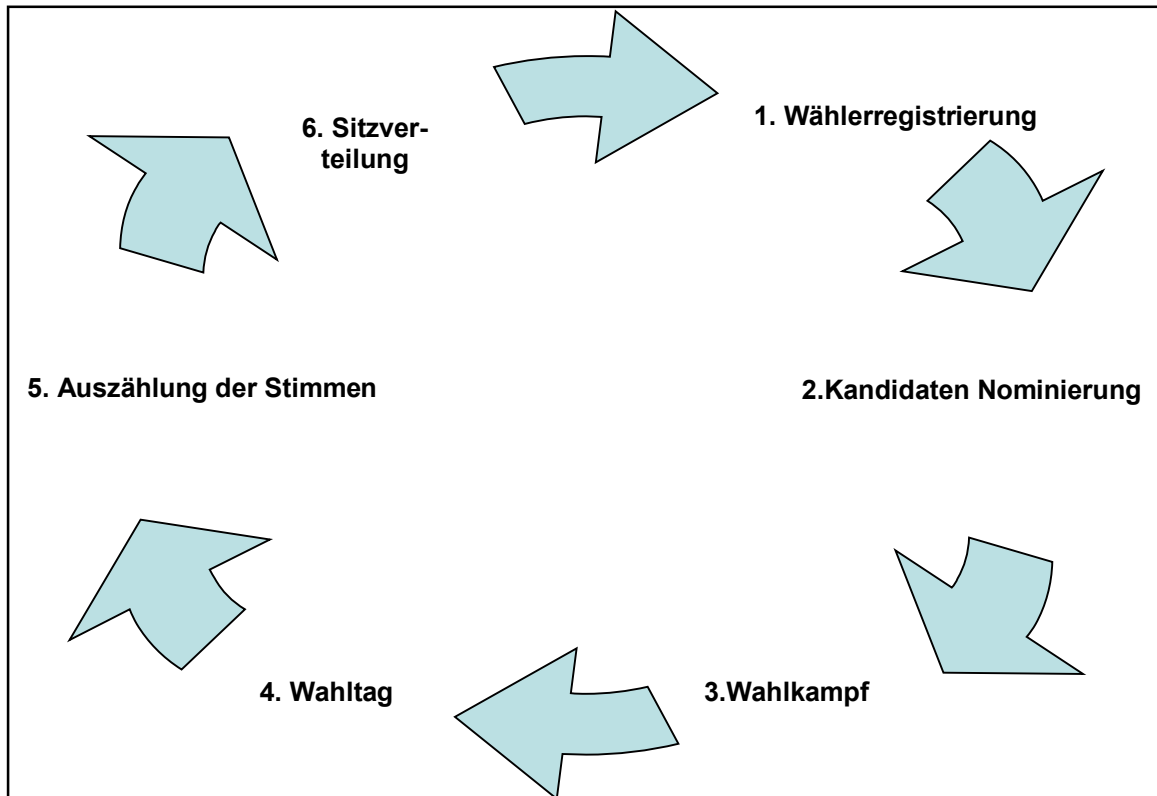 1. Wählerregistrierung
2.Kandidaten Nominierung
3.Wahlkampf
4. Wahltag
5. Auszählung der Stimmen
6. Sitzver-
teilung